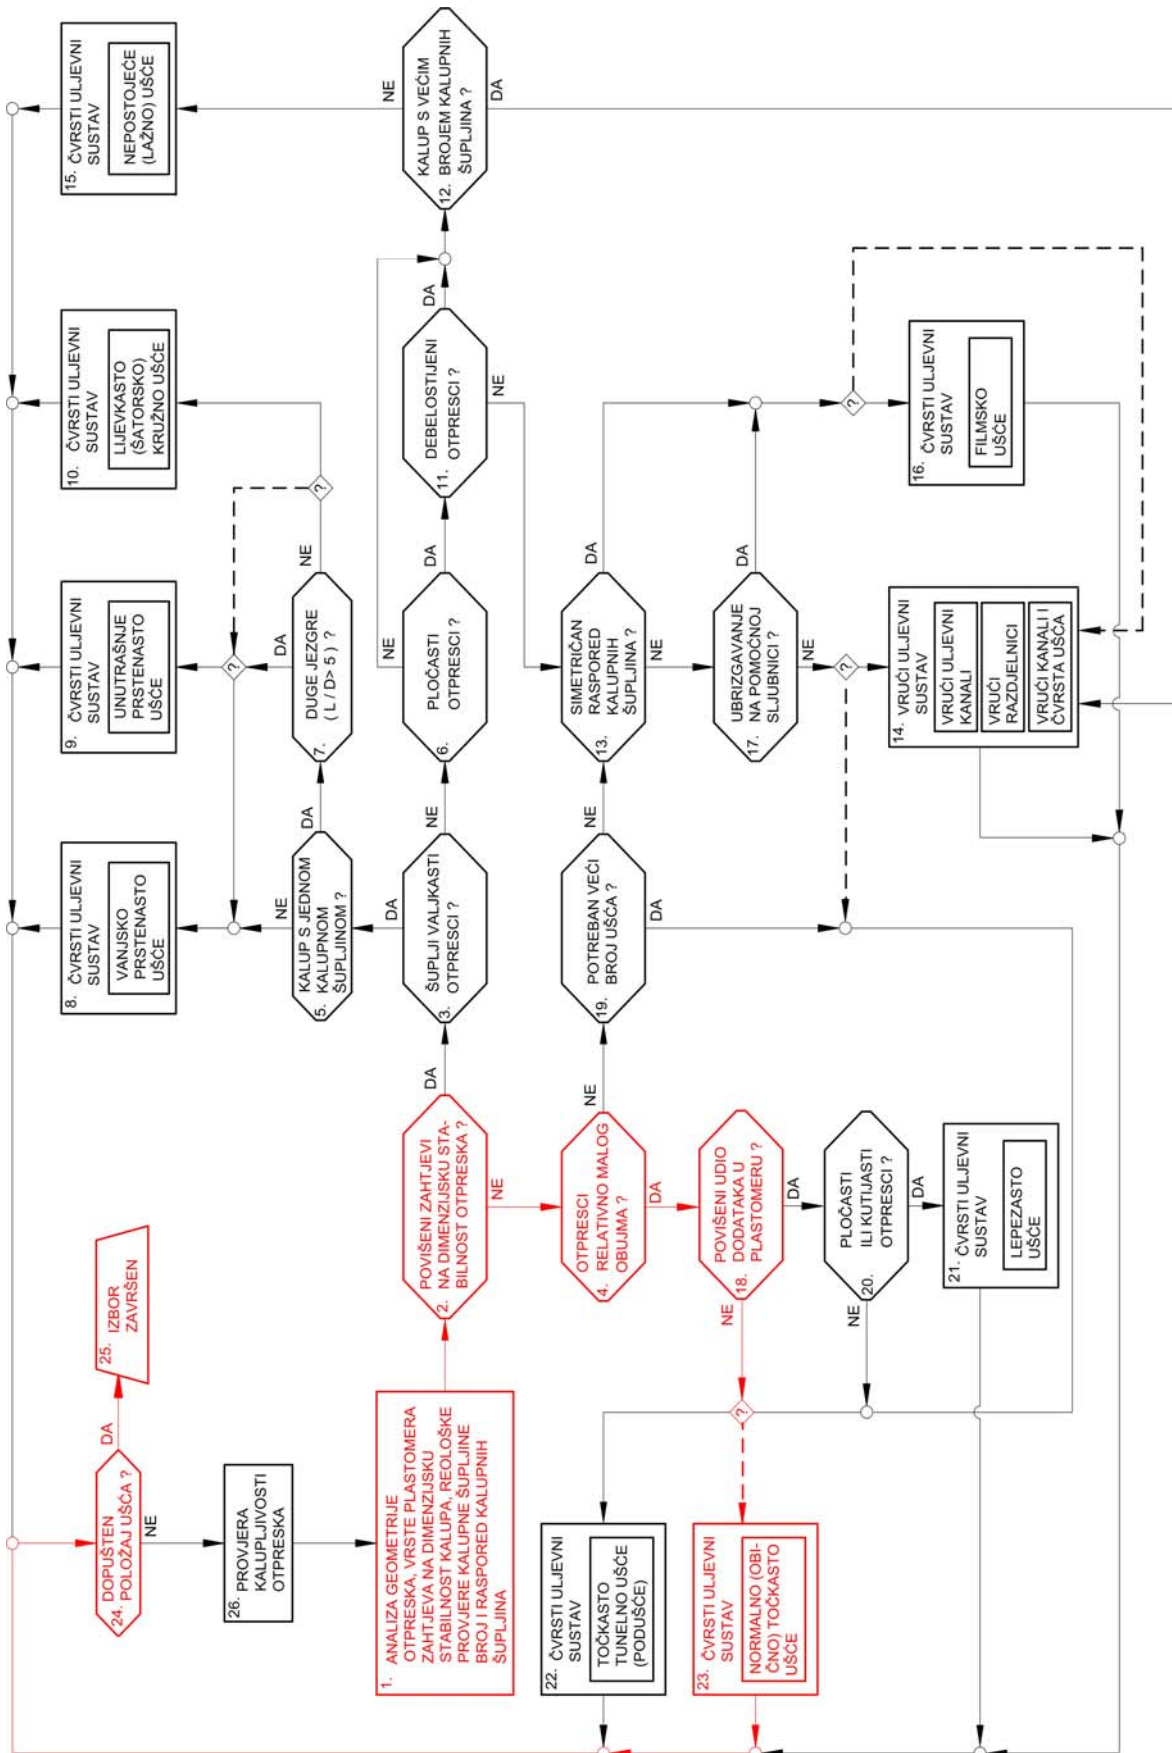 1. ANALIZA GEOMETRIJE
OTPRESKA, VRSTE PLASTOMERA
ZAHTJEVA NA DIMENZIJSKU
STABILNOST KALUPA, REOLOŠKE
PROVJERE KALUPNE ŠUPLJINE
BROJ I RASPORED KALUPNIH
ŠUPLJINA
POVIŠENI ZAHTJEVI
2. NA DIMENZIJSKU STA-
BILNOST OTPRESKA ?
DA
NE
ŠUPLJI VALJKASTI
3. OTPRESCI ?
DA
NE
OTPRESCI
4. RELATIVNO MALOG
OBUJMA ?
NE
DA
KALUP S JEDNOM
KALUPNOM
5. ŠUPLJINOM ?
NE
DA
PLOČASTI
6. OTPRESCI ?
NE
DA
DUGE JEZGRE
7. ( L / D> 5 ) ?
DA
NE
?
?
8. ČVRSTI ULJEVNI
SUSTAV
VANJSKO
PRSTENASTO
UŠĆE
9. ČVRSTI ULJEVNI
SUSTAV
UNUTRAŠNJE
PRSTENASTO
UŠĆE
10. ČVRSTI ULJEVNI
SUSTAV
LIJEVKASTO
(ŠATORSKO)
KRUŽNO UŠĆE
DEBELOSTIJENI
11. OTPRESCI ?
DA
NE
KALUP S VEĆIM
12. BROJEM KALUPNIH
ŠUPLJINA ?
NE
DA
SIMETRIČAN
RASPORED
KALUPNIH
13. ŠUPLJINA ?
DA
NE
14. VRUĆI ULJEVNI
SUSTAV
VRUĆI ULJEVNI
KANALI
VRUĆI
RAZDJELNICI
VRUĆI KANALI I
ČVRSTA UŠĆA
15. ČVRSTI ULJEVNI
SUSTAV
NEPOSTOJEĆE
(LAŽNO) UŠĆE
16. ČVRSTI ULJEVNI
SUSTAV
FILMSKO
UŠĆE
?
UBRIZGAVANJE
NA POMOĆNOJ
17. SLJUBNICI ?
DA
NE
?
POVIŠENI UDIO
DODATAKA U
18. PLASTOMERU ?
NE
DA
?
POTREBAN VEĆI
19. BROJ UŠĆA ?
NE
DA
PLOČASTI
ILI KUTIJASTI
20. OTPRESCI ?
NE
DA
21. ČVRSTI ULJEVNI
SUSTAV
LEPEZASTO
UŠĆE
22. ČVRSTI ULJEVNI
SUSTAV
TOČKASTO
TUNELNO UŠĆE
(PODUŠĆE)
23. ČVRSTI ULJEVNI
SUSTAV
NORMALNO (OBI-
ČNO) TOČKASTO
UŠĆE
DOPUŠTEN
24. POLOŽAJ UŠĆA ?
DA
NE
25. IZBOR
ZAVRŠEN
26. PROVJERA
KALUPLJIVOSTI
OTPRESKA